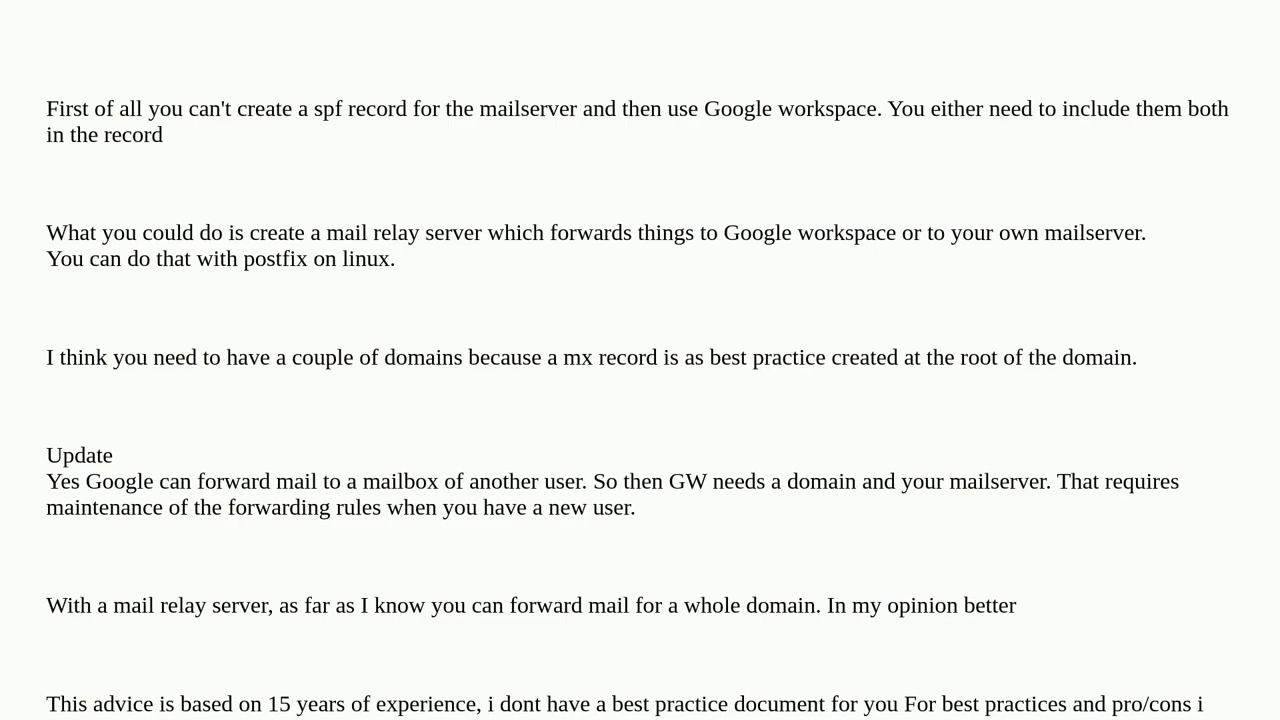 First of all you can't create a spf record for the mailserver and then use Google workspace. You either need to include them both
in the record
What you could do is create a mail relay server which forwards things to Google workspace or to your own mailserver.
You can do that with postfix on linux.
I think you need to have a couple of domains because a mx record is as best practice created at the root of the domain.
Update
Yes Google can forward mail to a mailbox of another user. So then GW needs a domain and your mailserver. That requires
maintenance of the forwarding rules when you have a new user.
With a mail relay server, as far as I know you can forward mail for a whole domain. In my opinion better
This advice is based on 15 years of experience, i dont have a best practice document for you For best practices and pro/cons i